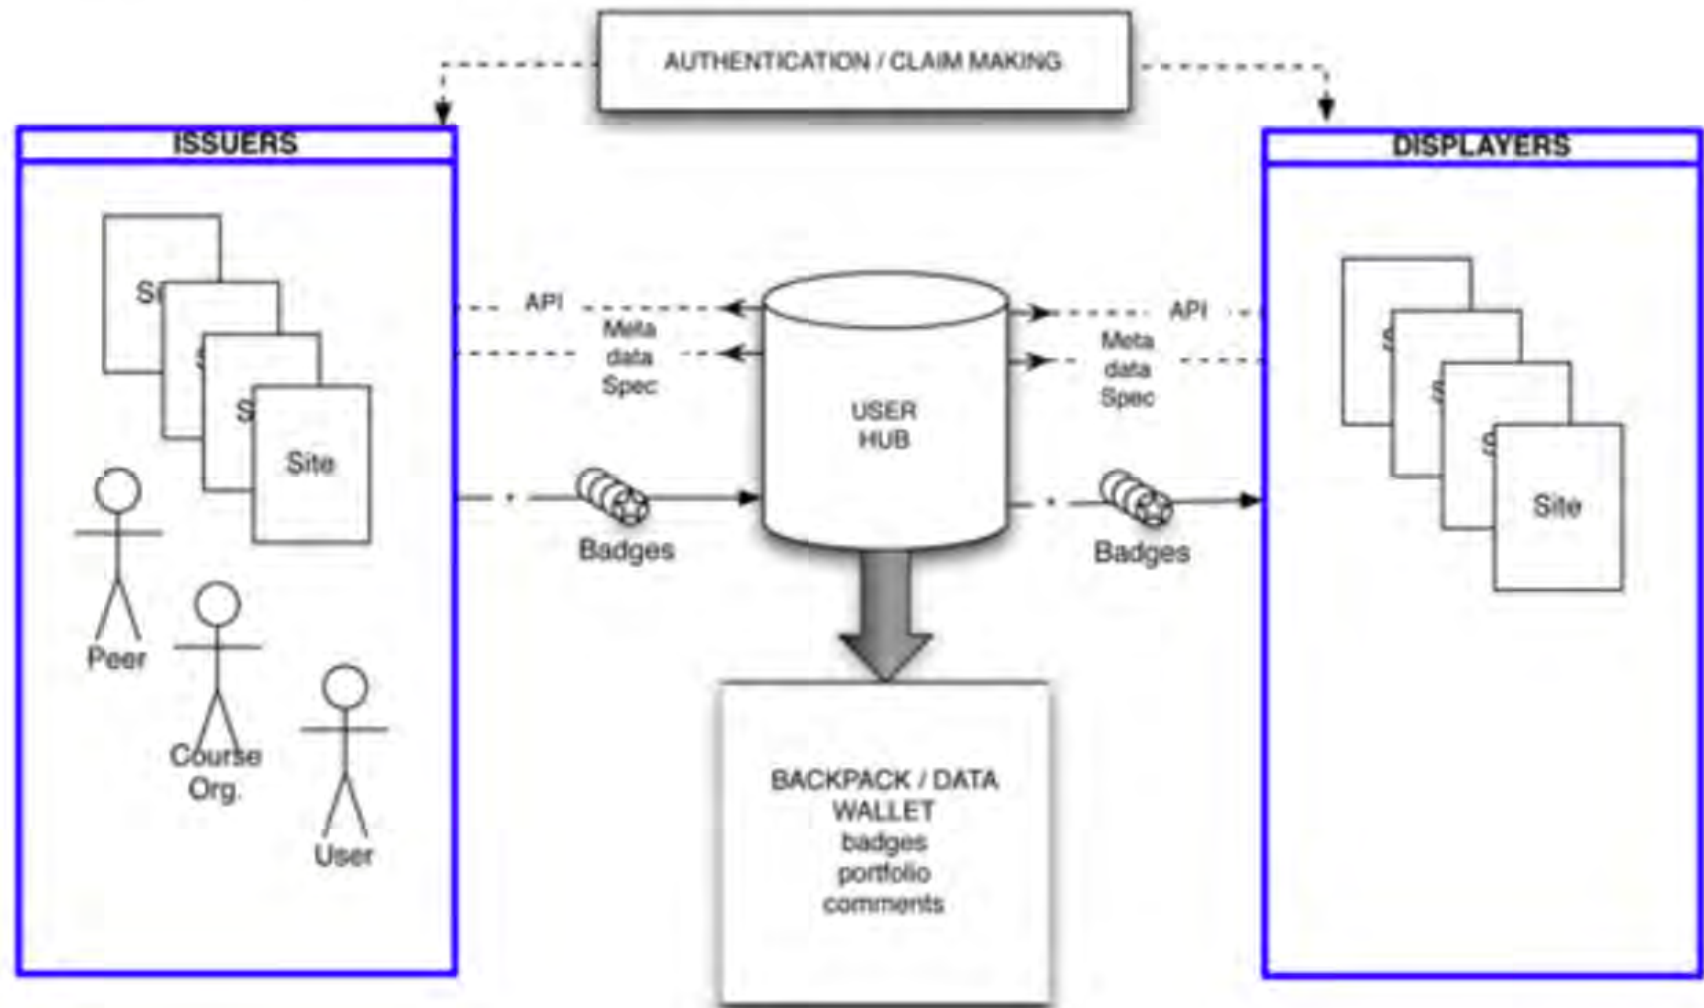 AUTHENTICATION / CLAIM MAKING
ISSUERS
Si
S
Site
Peer
Course
Org.
User
API
Meta
data
Spec
Badges
USER
HUB
API
Meta
data
Spec
Badges
BACKPACK / DATA
WALLET
badges
portfolio
comments
DISPLAYERS
Site